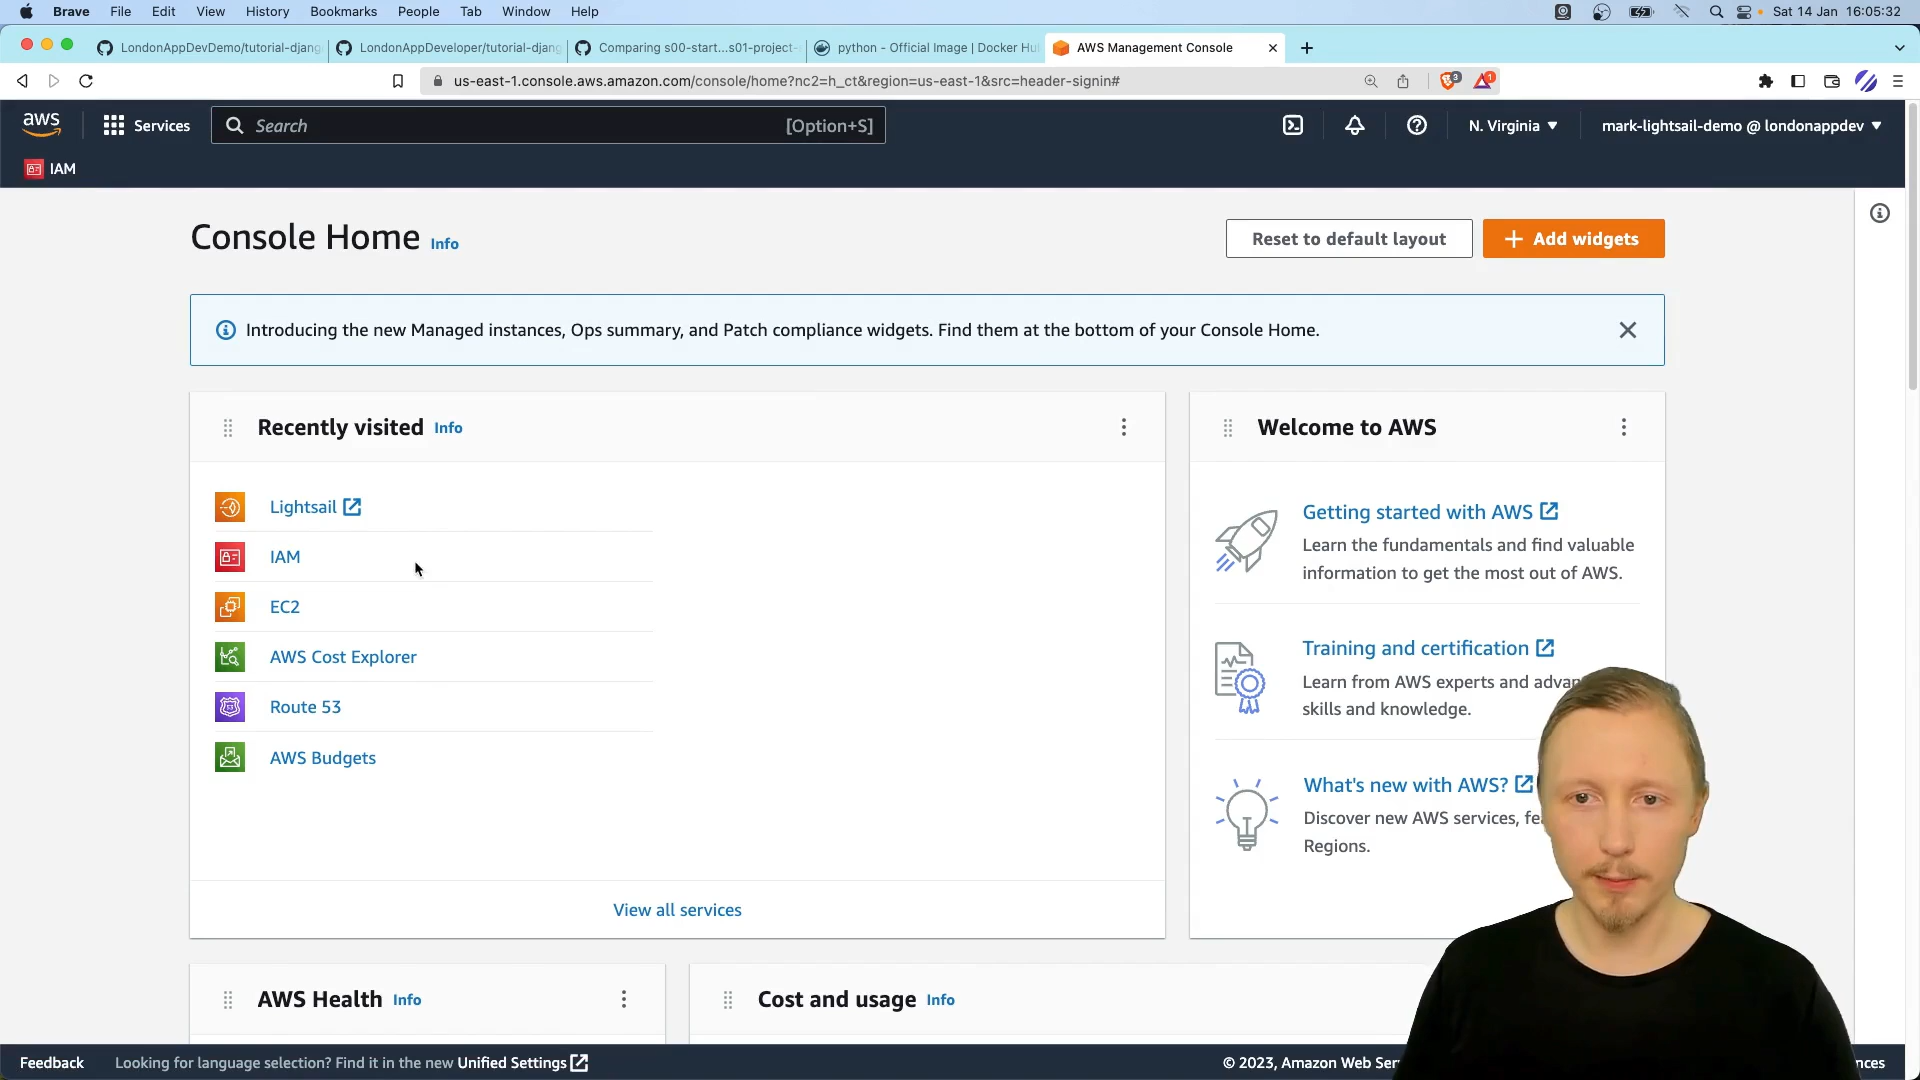 Brave File Edit View History Bookmarks People Tab Window Help Sat 14 Jan 16:05:32
LondonAppDevDemo/tutorial-djang LondonAppDeveloper/tutorial-djang Comparing s00-start...s01-project- python - Official Image | Docker Hu AWS Management Console
us-east-1.console.aws.amazon.com/console/home?nc2=h_ct&region=us-east-1&src=header-signin# 3 1
aws Services Search [Option+S] N. Virginia mark-lightsail-demo @ londonappdev
IAM
Console Home Info
Reset to default layout
Add widgets
Introducing the new Managed instances, Ops summary, and Patch compliance widgets. Find them at the bottom of your Console Home.
Recently visited Info
Lightsail
IAM
EC2
AWS Cost Explorer
Route 53
AWS Budgets
View all services
Welcome to AWS
Getting started with AWS
Learn the fundamentals and find valuable
information to get the most out of AWS.
Training and certification
Learn from AWS experts and advan
skills and knowledge.
What's new with AWS?
Discover new AWS services, fe
Regions.
AWS Health Info
Cost and usage Info
Feedback Looking for language selection? Find it in the new Unified Settings © 2023, Amazon Web Ser nces